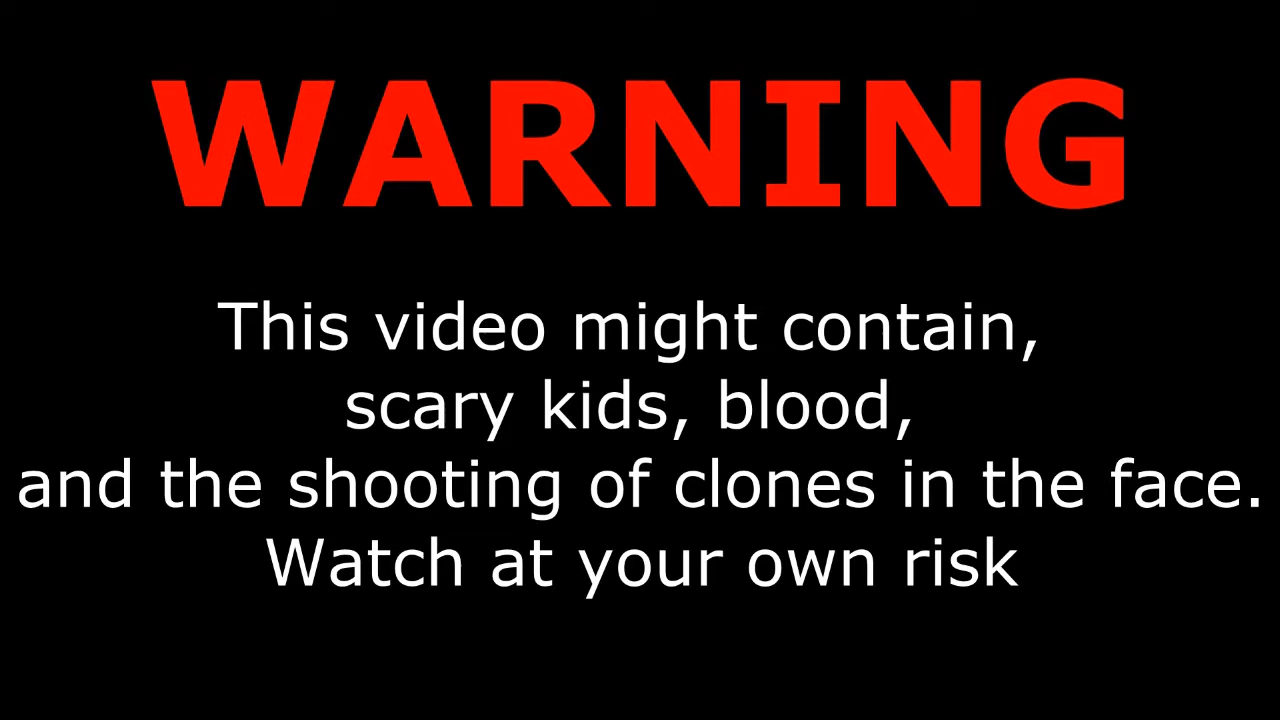 WARNING
This video might contain,
scary kids, blood,
and the shooting of clones in the face.
Watch at your own risk